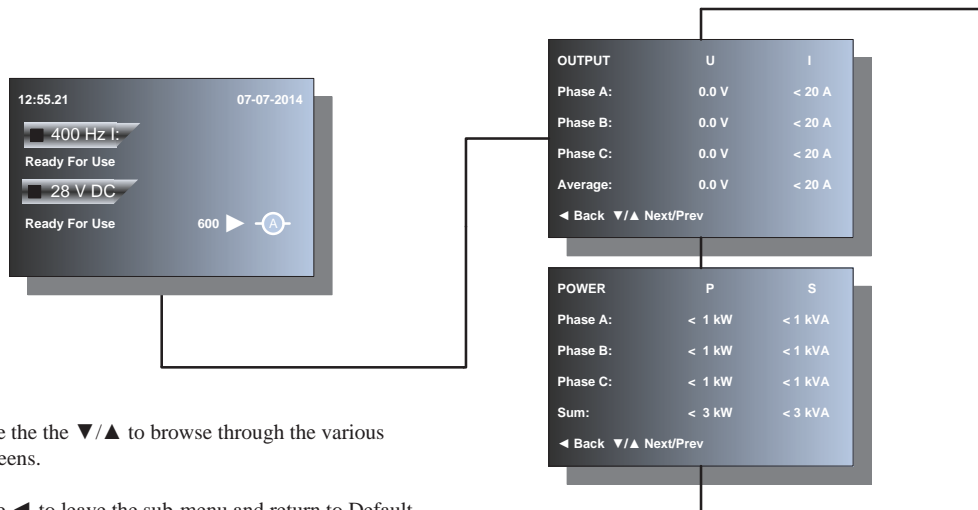 12:55.21 07-07-2014
400 Hz I:
Ready For Use
28 V DC
Ready For Use 600 ▶ A
OUTPUT U I
Phase A: 0.0 V < 20 A
Phase B: 0.0 V < 20 A
Phase C: 0.0 V < 20 A
Average: 0.0 V < 20 A
◄ Back ▼/▲ Next/Prev
POWER P S
Phase A: < 1 kW < 1 kVA
Phase B: < 1 kW < 1 kVA
Phase C: < 1 kW < 1 kVA
Sum: < 3 kW < 3 kVA
◄ Back ▼/▲ Next/Prev
the the ▼/▲ to browse through the various
◄ to leave the sub-menu and return to Default